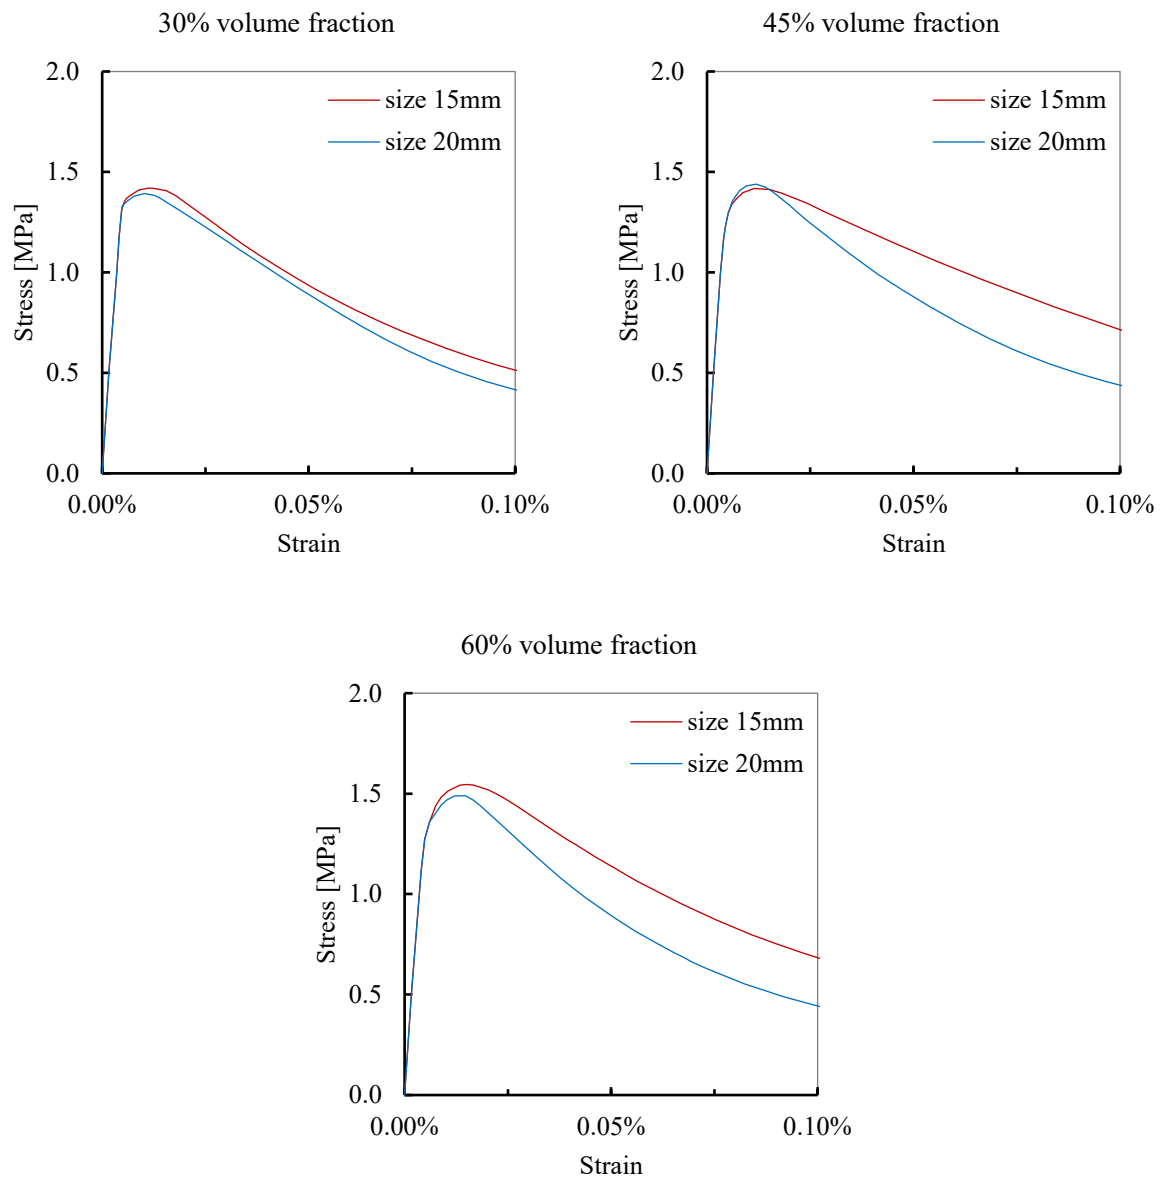 30% volume fraction
2.0
1.5
1.0
0.5
0.0
Stress [MPa]
size 15mm
size 20mm
0.00%
0.05%
0.10%
Strain
45% volume fraction
2.0
1.5
1.0
0.5
0.0
Stress [MPa]
size 15mm
size 20mm
0.00%
0.05%
0.10%
Strain
60% volume fraction
2.0
1.5
1.0
0.5
0.0
Stress [MPa]
size 15mm
size 20mm
0.00%
0.05%
0.10%
Strain